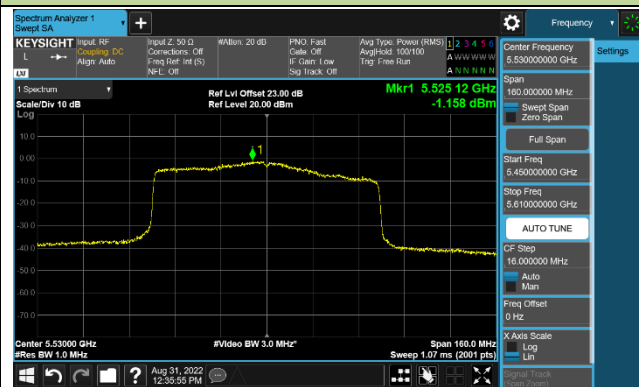 Spectrum Analyzer 1
Swept SA
Frequency
KEYSIGHT
Input: RF
Coupling: DC
Align: Auto
Input Z: 50 Ω
Corrections: Off
Freq Ref: Int (S)
NFE: Off
#Atten: 20 dB
PNO: Fast
Gate: Off
IF Gain: Low
Sig Track: Off
Avg Type: Power (RMS)
Avg|Hold: 100/100
Trig: Free Run
1 2 3 4 5 6
A W W W W W
A N N N N N
L
LXI
1 Spectrum
Scale/Div 10 dB
Log
Ref Lvl Offset 23.00 dB
Ref Level 20.00 dBm
Mkr1 5.525 12 GHz
-1.158 dBm
1
10.0
0.00
-10.0
-20.0
-30.0
-40.0
-50.0
-60.0
-70.0
Center 5.53000 GHz
#Res BW 1.0 MHz
#Video BW 3.0 MHz*
Span 160.0 MHz
Sweep 1.07 ms (2001 pts)
Aug 31, 2022
12:35:55 PM
Center Frequency
5.530000000 GHz
Settings
Span
160.000000 MHz
Swept Span
Zero Span
Full Span
Start Freq
5.450000000 GHz
Stop Freq
5.610000000 GHz
AUTO TUNE
CF Step
16.000000 MHz
Auto
Man
Freq Offset
0 Hz
X Axis Scale
Log
Lin
Signal Track
(Span Zoom)